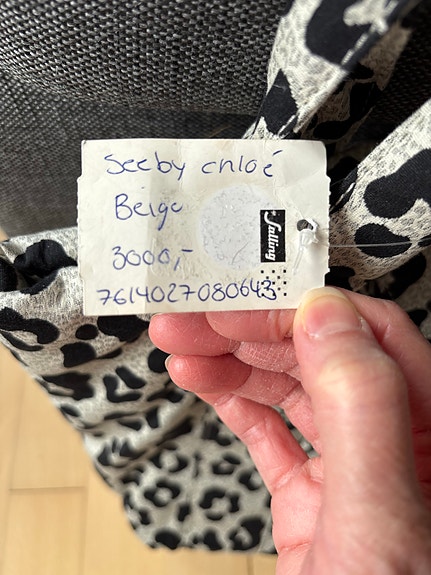 Seeby chloé
Beige
3000,-
7614027080643
Salling